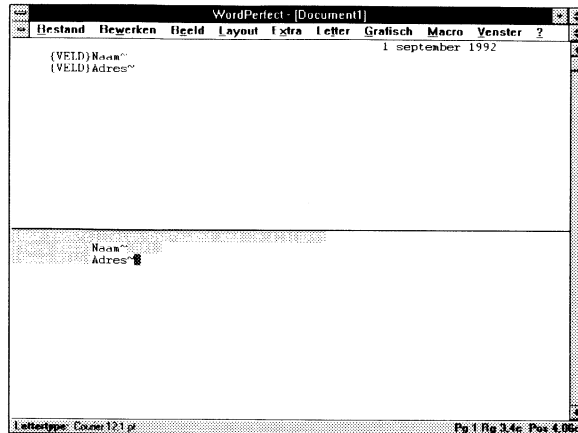 WordPerfect - [Document1]
Bestand Bewerken Beeld Layout Extra Letter Grafisch Macro Venster ?
1 september 1992
{VELD}Naam~
{VELD}Adres~
Naam~
Adres~
Lettertype: Courier 12,1 pt Pg 1 Rg 3,4c Pos 4,06c